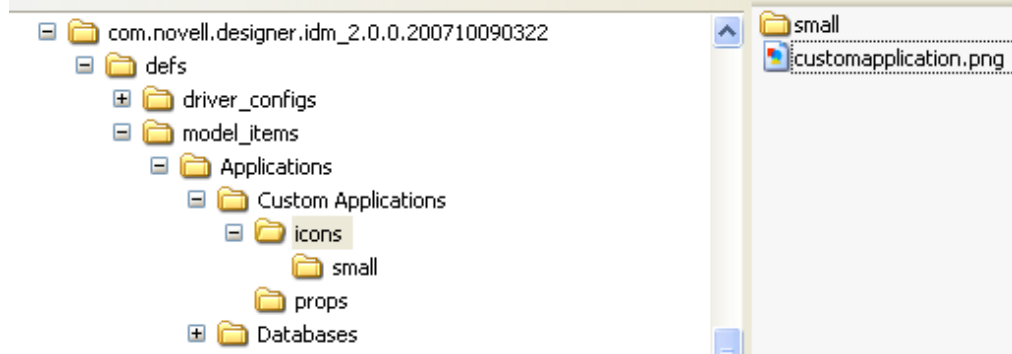 com.novell.designer.idm_2.0.0.200710090322
defs
driver_configs
model_items
Applications
Custom Applications
icons
small
props
Databases
small
customapplication.png